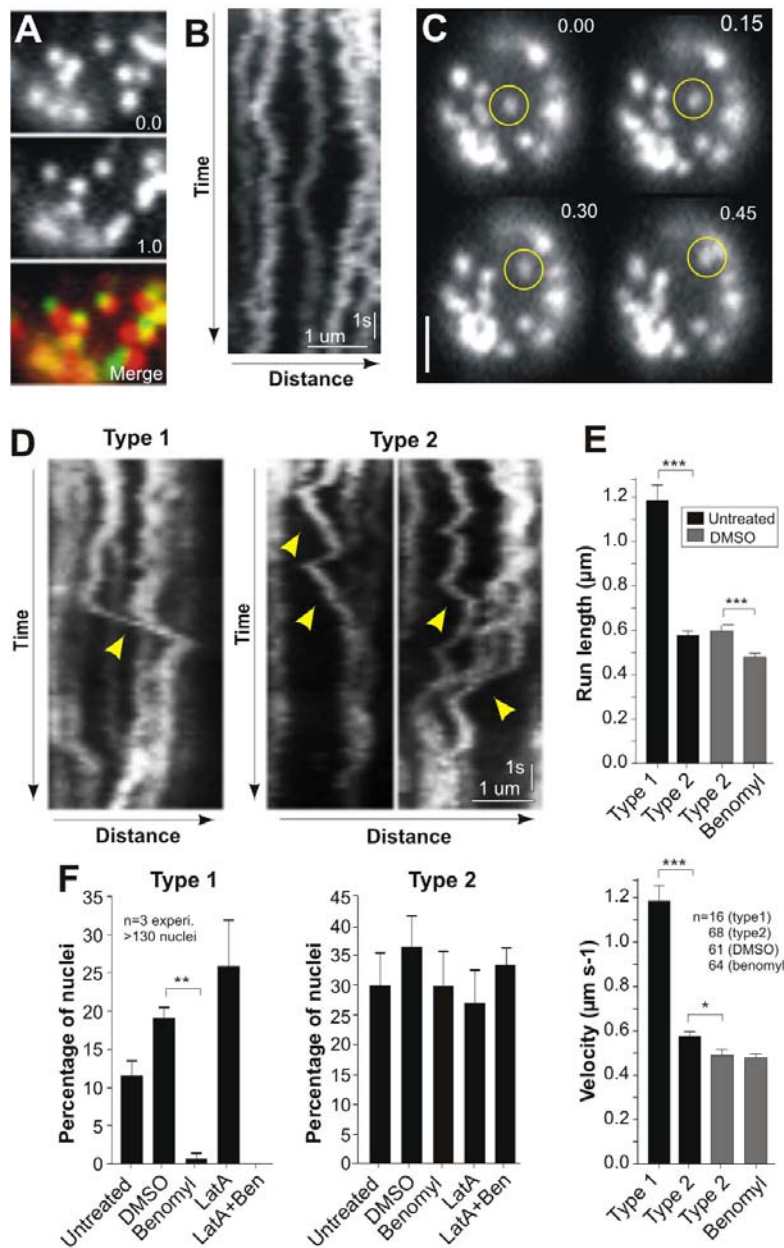 A
0.0
1.0
Merge
B
Time
1 um
1s
Distance
C
0.00
0.15
0.30
0.45
D
Type 1
Type 2
Time
Time
1s
1 um
Distance
Distance
E
Run length (µm)
1.2
1.0
0.8
0.6
0.4
0.2
0.0
***
***
Untreated
DMSO
Type 1
Type 2
Type 2
Benomyl
F
Type 1
Percentage of nuclei
35
30
25
20
15
10
5
0
n=3 experi.
>130 nuclei
**
Untreated
DMSO
Benomyl
LatA
LatA+Ben
Type 2
Percentage of nuclei
45
40
35
30
25
20
15
10
5
0
Untreated
DMSO
Benomyl
LatA
LatA+Ben
Velocity (µm s-1)
1.2
1.0
0.8
0.6
0.4
0.2
0.0
***
n=16 (type1)
68 (type2)
61 (DMSO)
64 (benomyl)
*
Type 1
Type 2
Type 2
Benomyl